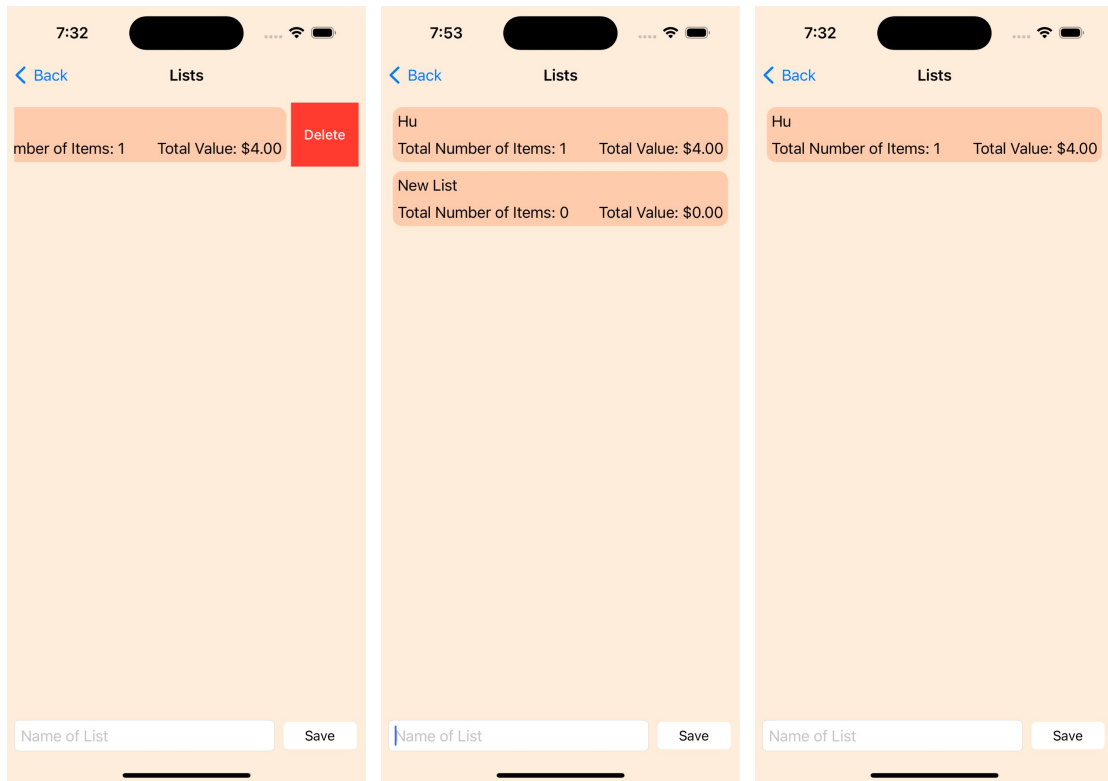 7:32
Back
Lists
mber of Items: 1
Total Value: $4.00
Delete
Name of List
Save
7:53
Back
Lists
Hu
Total Number of Items: 1
Total Value: $4.00
New List
Total Number of Items: 0
Total Value: $0.00
Name of List
Save
7:32
Back
Lists
Hu
Total Number of Items: 1
Total Value: $4.00
Name of List
Save